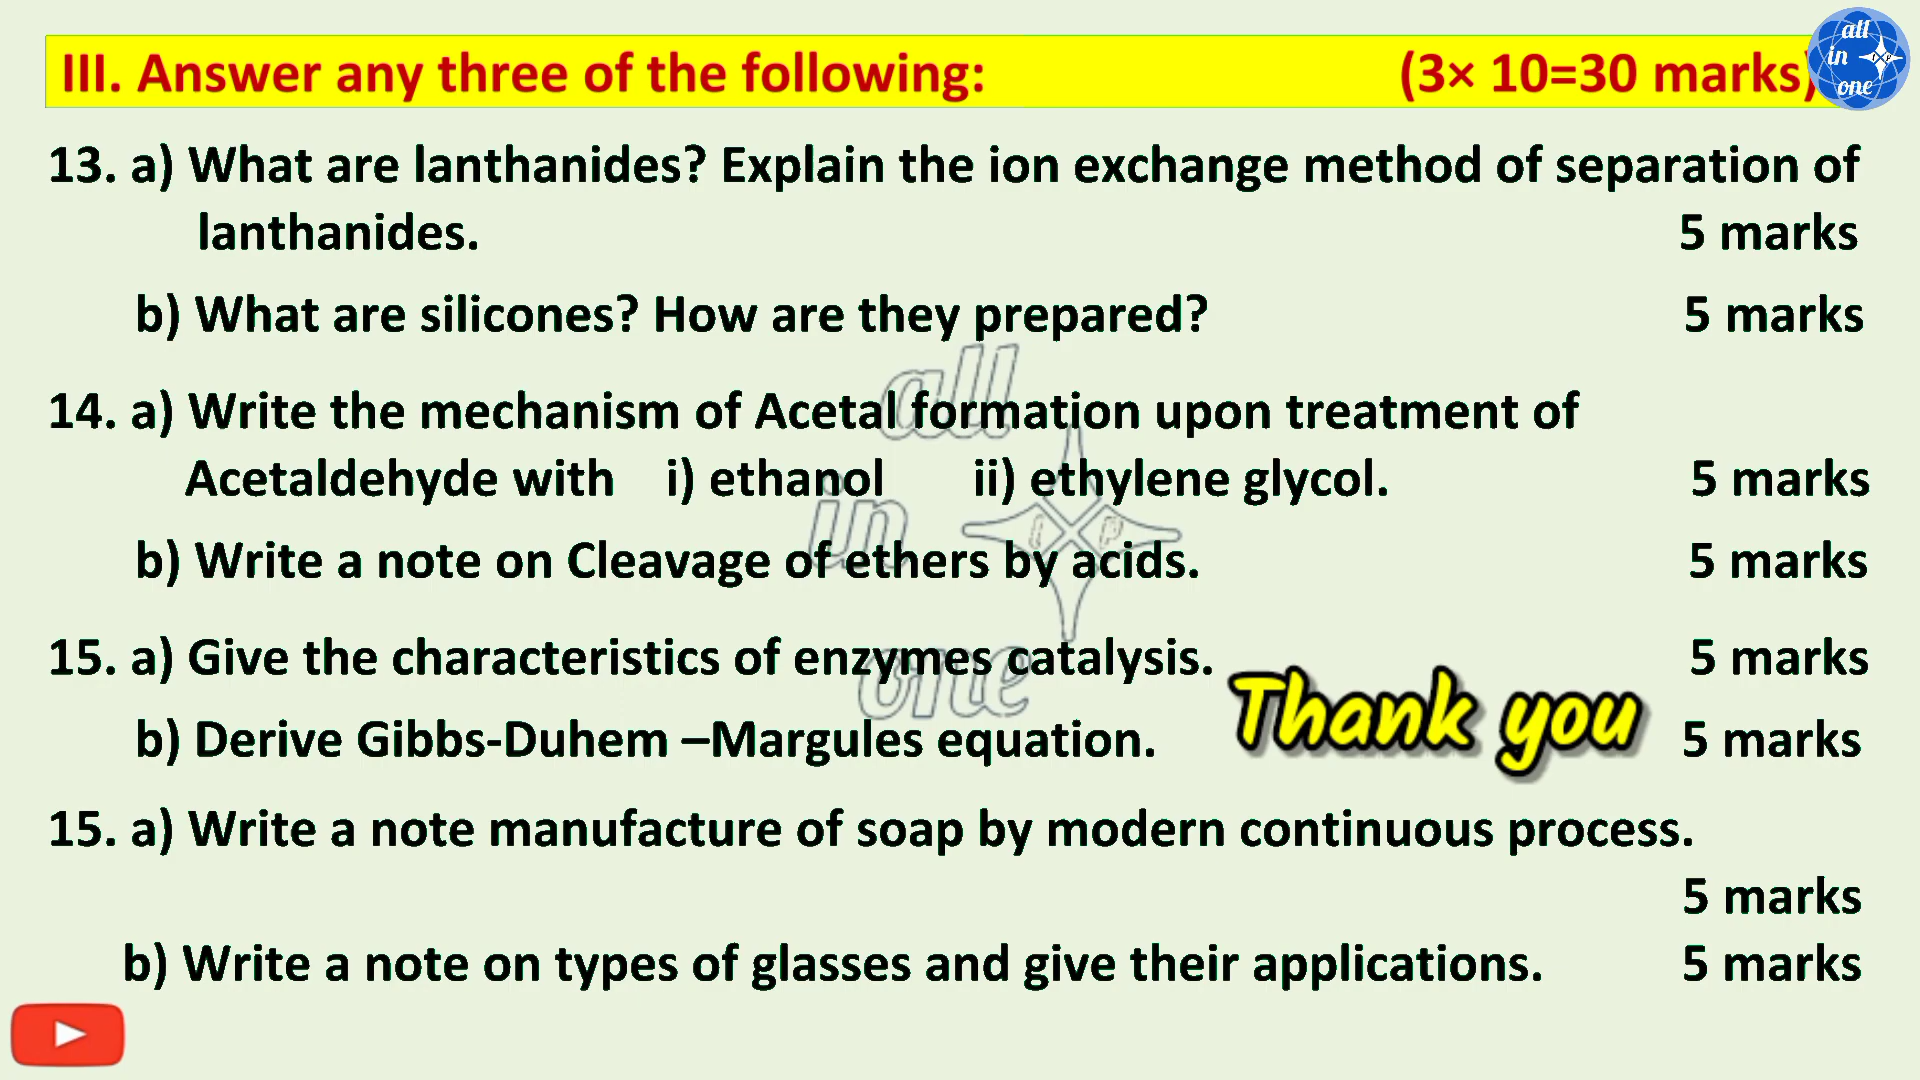 III. Answer any three of the following: (3× 10=30 marks)
all
in
one
13. a) What are lanthanides? Explain the ion exchange method of separation of
lanthanides. 5 marks
b) What are silicones? How are they prepared? 5 marks
14. a) Write the mechanism of Acetal formation upon treatment of
Acetaldehyde with i) ethanol ii) ethylene glycol. 5 marks
b) Write a note on Cleavage of ethers by acids. 5 marks
15. a) Give the characteristics of enzymes catalysis. 5 marks
b) Derive Gibbs-Duhem –Margules equation. 5 marks
Thank you
15. a) Write a note manufacture of soap by modern continuous process.
5 marks
b) Write a note on types of glasses and give their applications. 5 marks
all
in
I P
one